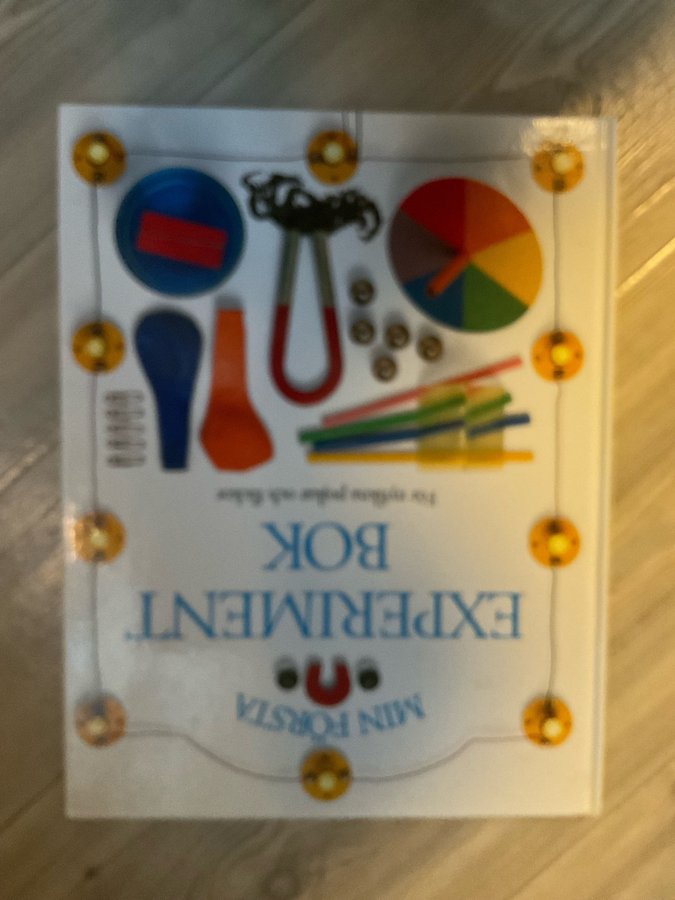 MIN FÖRSTA
EXPERIMENT
BOK
För nyfikna pojkar och flickor